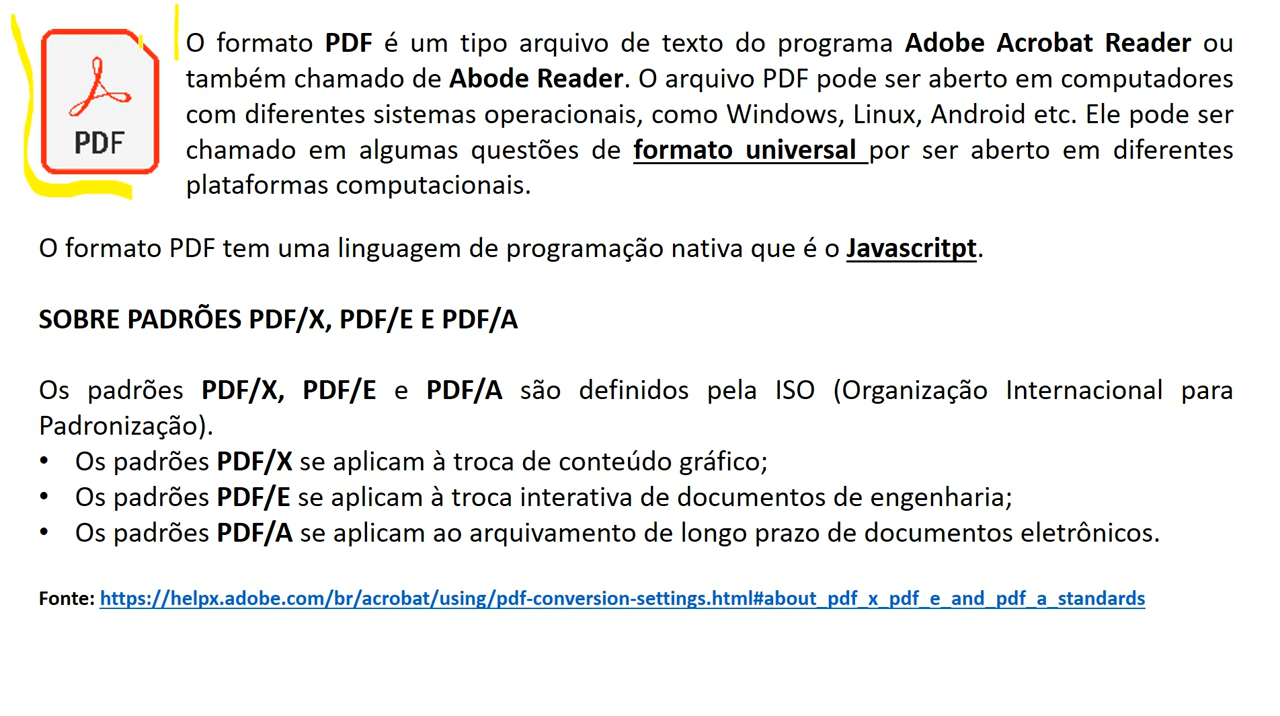 PDF
O formato PDF é um tipo arquivo de texto do programa Adobe Acrobat Reader ou
também chamado de Abode Reader. O arquivo PDF pode ser aberto em computadores
com diferentes sistemas operacionais, como Windows, Linux, Android etc. Ele pode ser
chamado em algumas questões de formato universal por ser aberto em diferentes
plataformas computacionais.
O formato PDF tem uma linguagem de programação nativa que é o Javascritpt.
SOBRE PADRÕES PDF/X, PDF/E E PDF/A
Os padrões PDF/X, PDF/E e PDF/A são definidos pela ISO (Organização Internacional para
Padronização).
• Os padrões PDF/X se aplicam à troca de conteúdo gráfico;
• Os padrões PDF/E se aplicam à troca interativa de documentos de engenharia;
• Os padrões PDF/A se aplicam ao arquivamento de longo prazo de documentos eletrônicos.
Fonte: https://helpx.adobe.com/br/acrobat/using/pdf-conversion-settings.html#about_pdf_x_pdf_e_and_pdf_a_standards